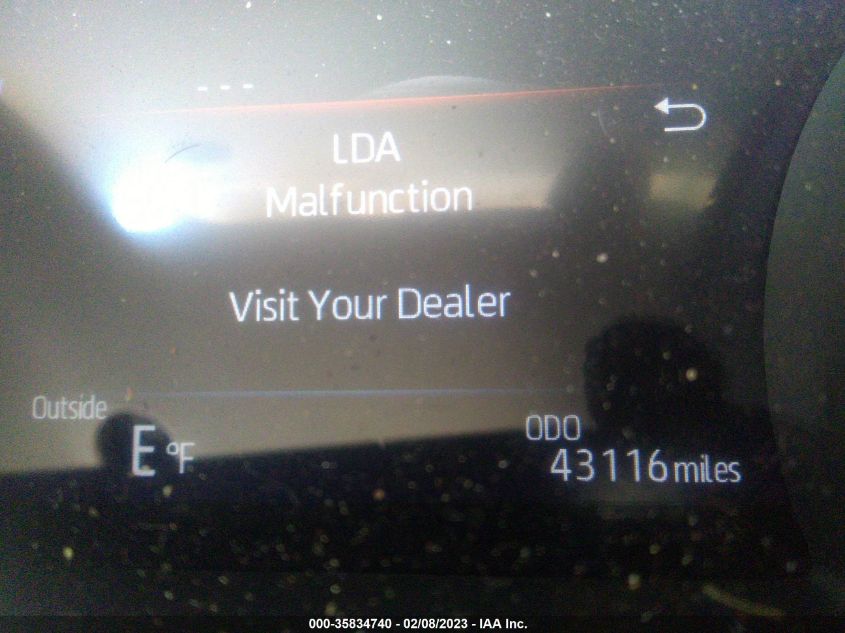 LDA
Malfunction
Visit Your Dealer
Outside
E °F
ODO
43116 miles
000-35834740 - 02/08/2023 - IAA Inc.